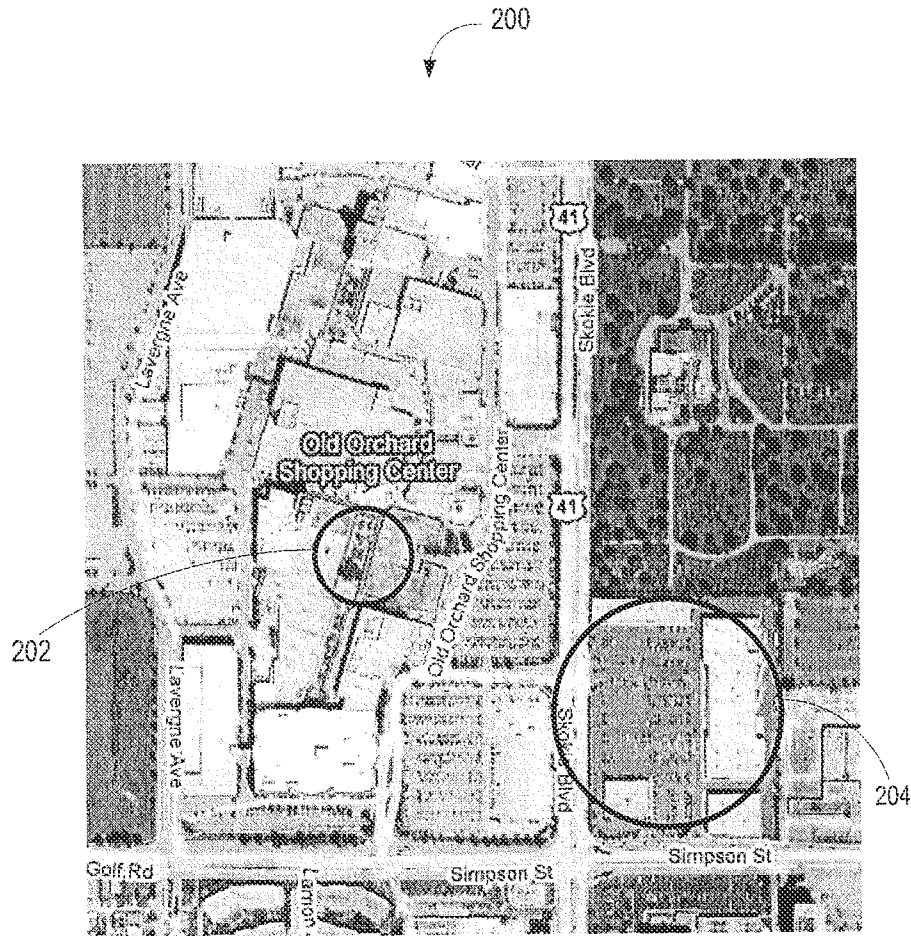 200
41
Skokie Blvd
Lavergne Ave
Old Orchard
Shopping Center
41
Old Orchard Shopping Center
202
Lavergne Ave
Skokie Blvd
204
Golf Rd
Simpson St
Simpson St